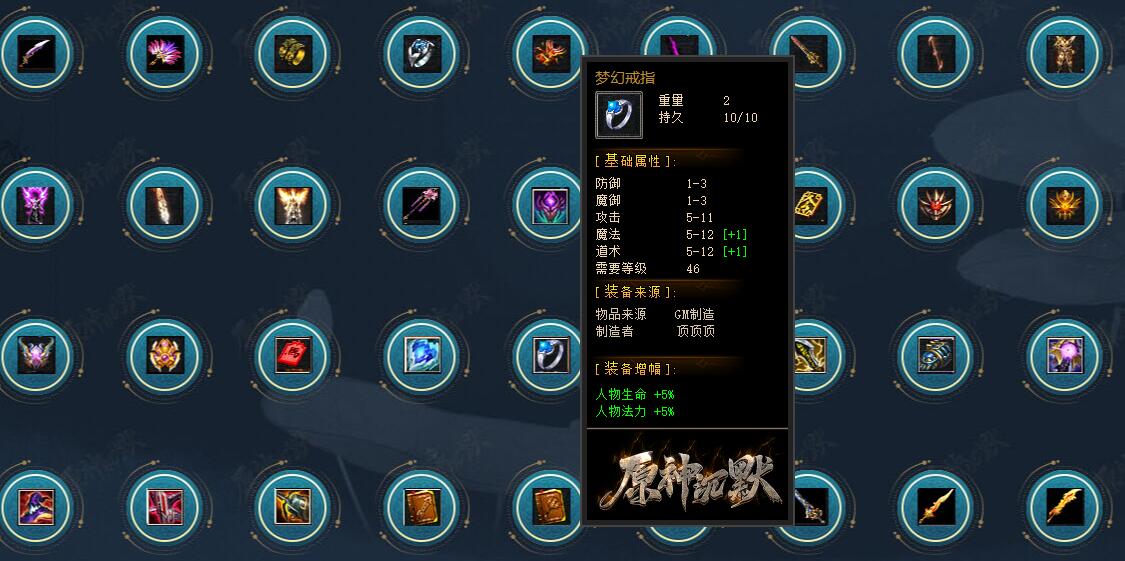 梦幻戒指
重量 2
持久 10/10
[ 基础属性 ]:
防御 1-3
魔御 1-3
攻击 5-11
魔法 5-12 [+1]
道术 5-12 [+1]
需要等级 46
[ 装备来源 ]:
物品来源 GM制造
制造者 顶顶顶
[ 装备增幅 ]:
人物生命 +5%
人物法力 +5%
原神沉默